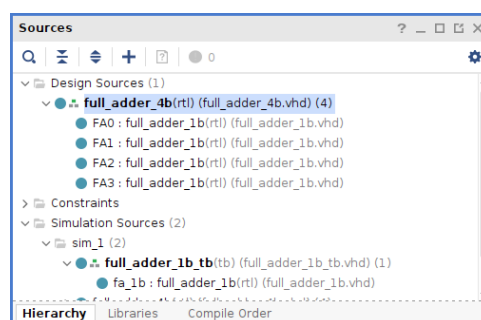 Sources
? _
0
Design Sources (1)
full_adder_4b(rtl) (full_adder_4b.vhd) (4)
FA0 : full_adder_1b(rtl) (full_adder_1b.vhd)
FA1 : full_adder_1b(rtl) (full_adder_1b.vhd)
FA2 : full_adder_1b(rtl) (full_adder_1b.vhd)
FA3 : full_adder_1b(rtl) (full_adder_1b.vhd)
Constraints
Simulation Sources (2)
sim_1 (2)
full_adder_1b_tb(tb) (full_adder_1b_tb.vhd) (1)
fa_1b : full_adder_1b(rtl) (full_adder_1b.vhd)
Hierarchy Libraries Compile Order